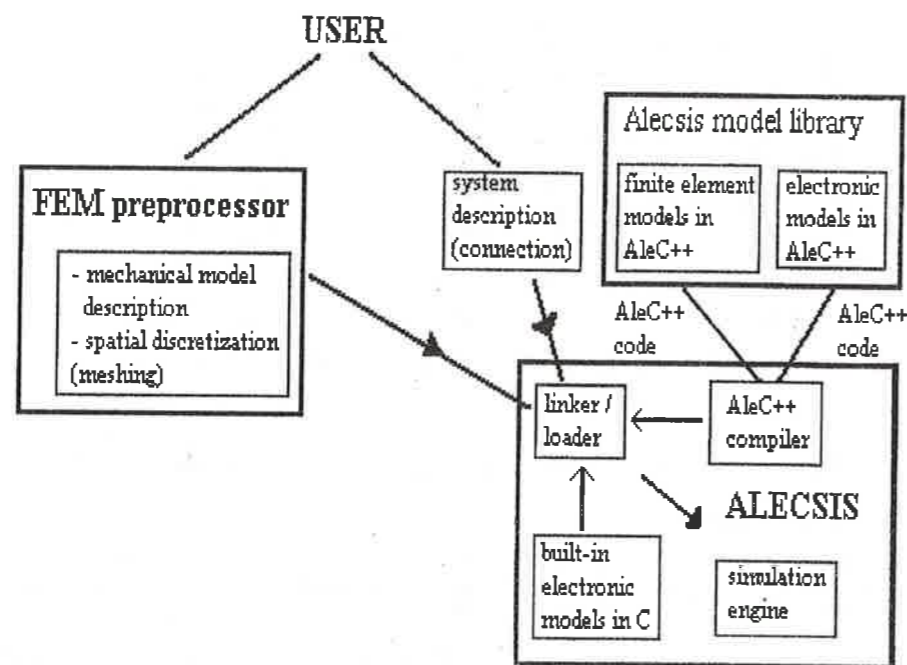 USER
FEM preprocessor
- mechanical model
description
- spatial discretization
(meshing)
system
description
(connection)
Alecsis model library
finite element
models in
AleC++
electronic
models in
AleC++
AleC++
code
AleC++
code
linker /
loader
AleC++
compiler
ALECSIS
built-in
electronic
models in C
simulation
engine